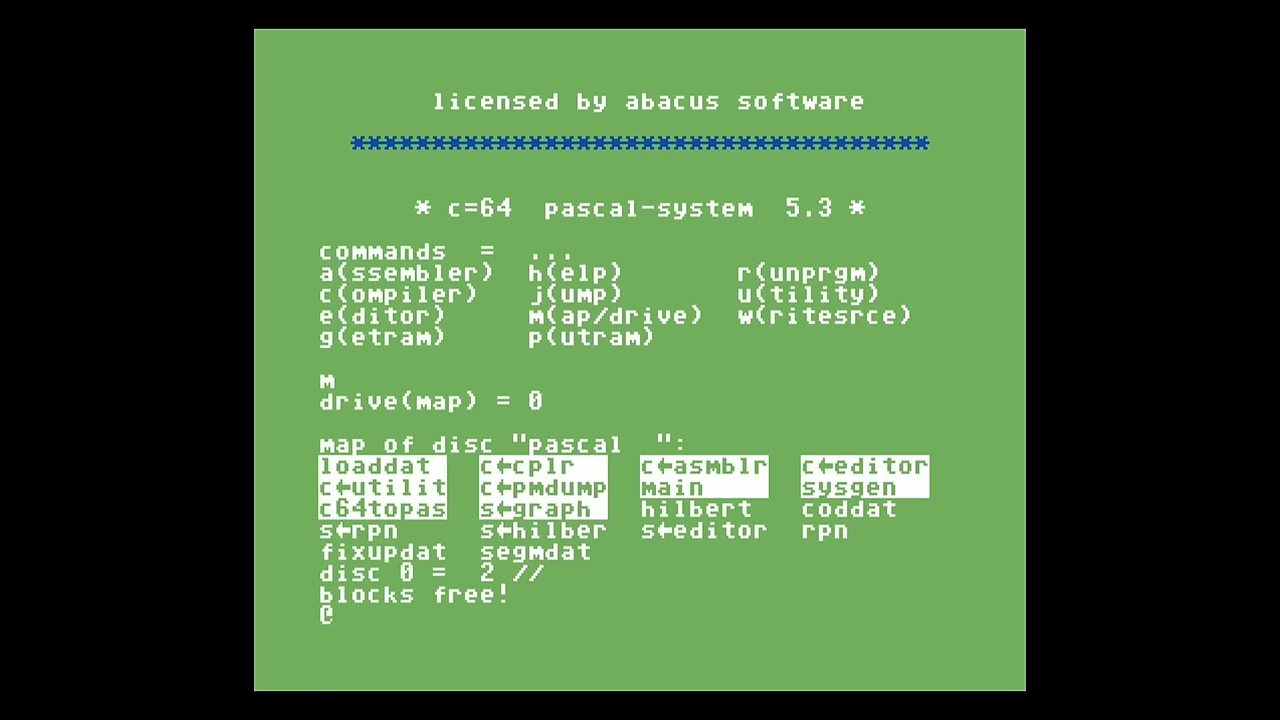 licensed by abacus software
************************************
* c=64  pascal-system  5.3 *
commands  =  ...
a(ssembler)  h(elp)       r(unprgm)
c(ompiler)   j(ump)       u(tility)
e(ditor)     m(ap/drive)  w(ritesrce)
g(etram)     p(utram)
m
drive(map) = 0
map of disc "pascal  ":
loaddat   c←cplr    c←asmblr  c←editor
c←utilit  c←pmdump  main      sysgen
c64topas  s←graph   hilbert   coddat
s←rpn     s←hilber  s←editor  rpn
fixupdat  segmdat
disc 0 =  2 //
blocks free!
@